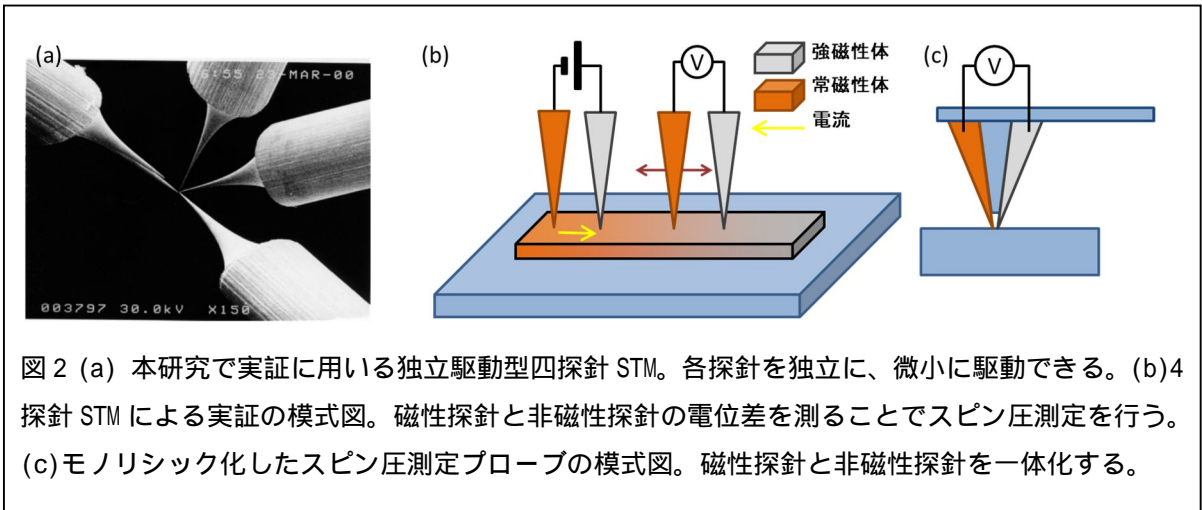 (a)
6:55 23-MAR-00
003797 30.0kV X150
(b)
V
強磁性体
常磁性体
電流
(c)
V
図2 (a) 本研究で実証に用いる独立駆動型四探針 STM。各探針を独立に、微小に駆動できる。(b)4
探針 STM による実証の模式図。磁性探針と非磁性探針の電位差を測ることでスピン圧測定を行う。
(c)モノリシック化したスピン圧測定プローブの模式図。磁性探針と非磁性探針を一体化する。